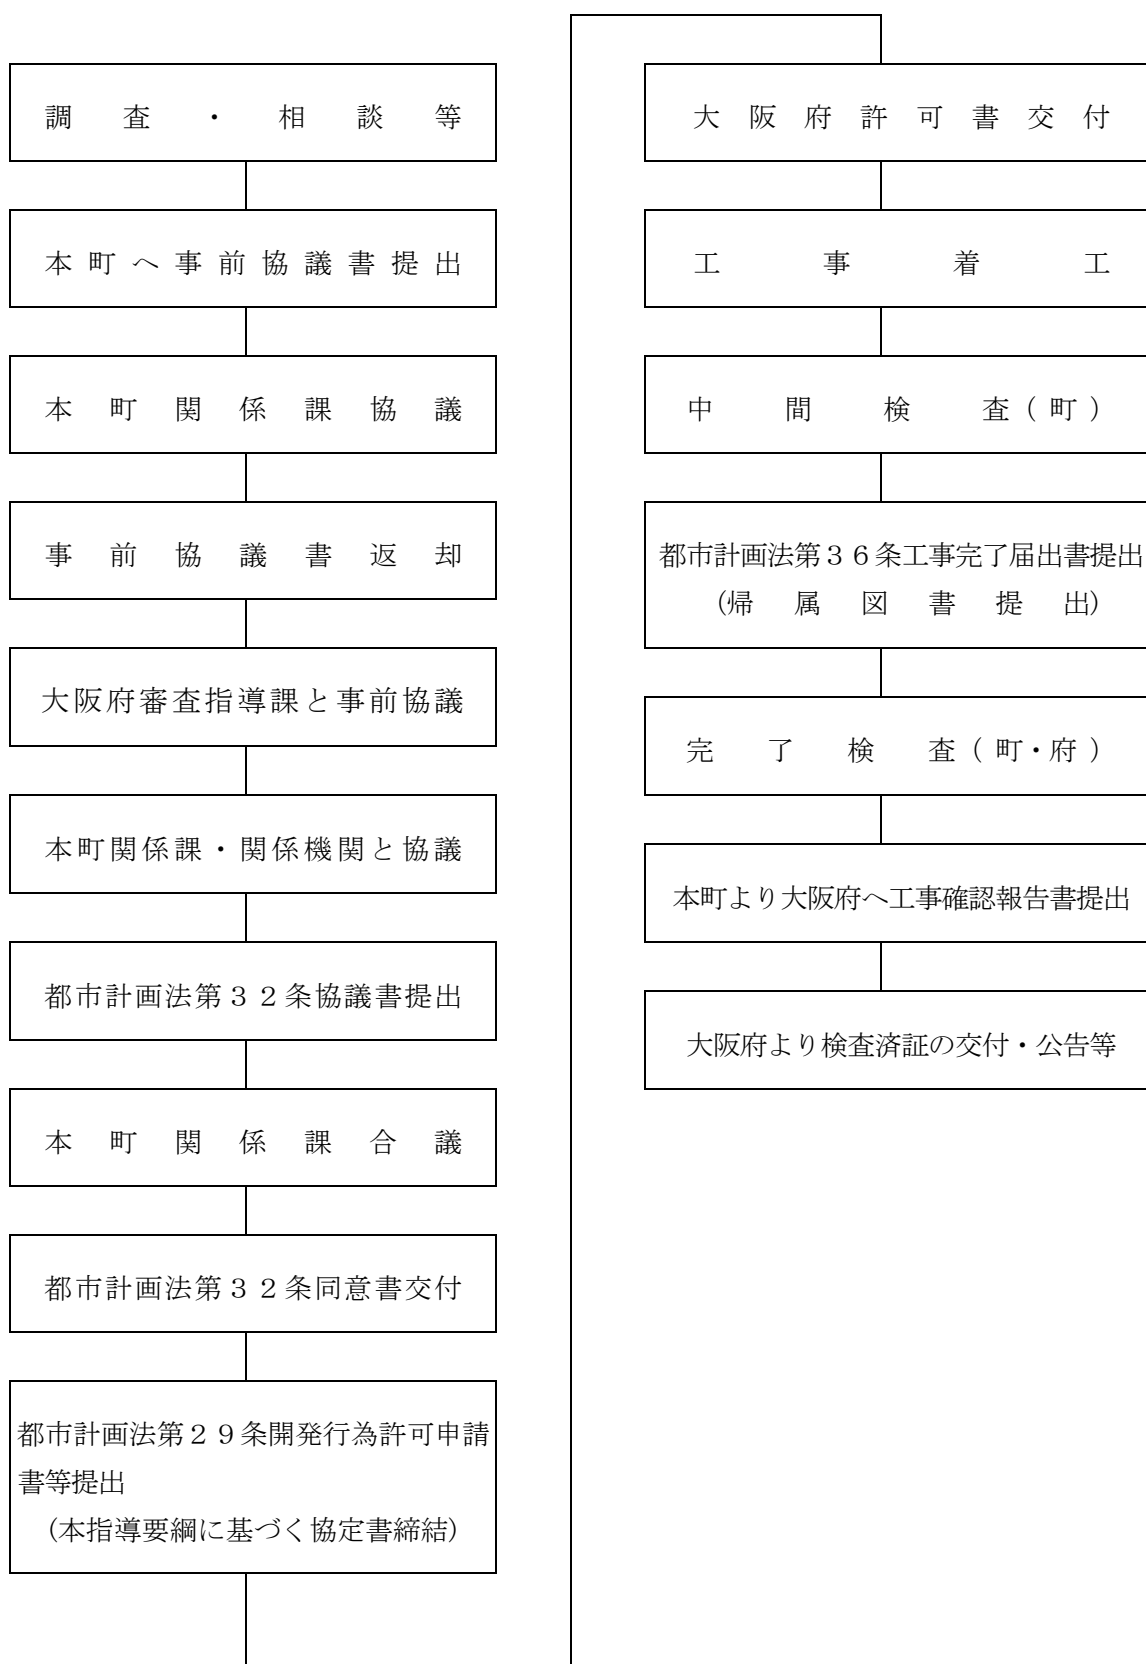 調査・相談等
本町へ事前協議書提出
本町関係課協議
事前協議書返却
大阪府審査指導課と事前協議
本町関係課・関係機関と協議
都市計画法第３２条協議書提出
本町関係課合議
都市計画法第３２条同意書交付
都市計画法第２９条開発行為許可申請
書等提出
（本指導要綱に基づく協定書締結）
大阪府許可書交付
工事着工
中間検査（町）
都市計画法第３６条工事完了届出書提出
（帰属図書提出）
完了検査（町・府）
本町より大阪府へ工事確認報告書提出
大阪府より検査済証の交付・公告等